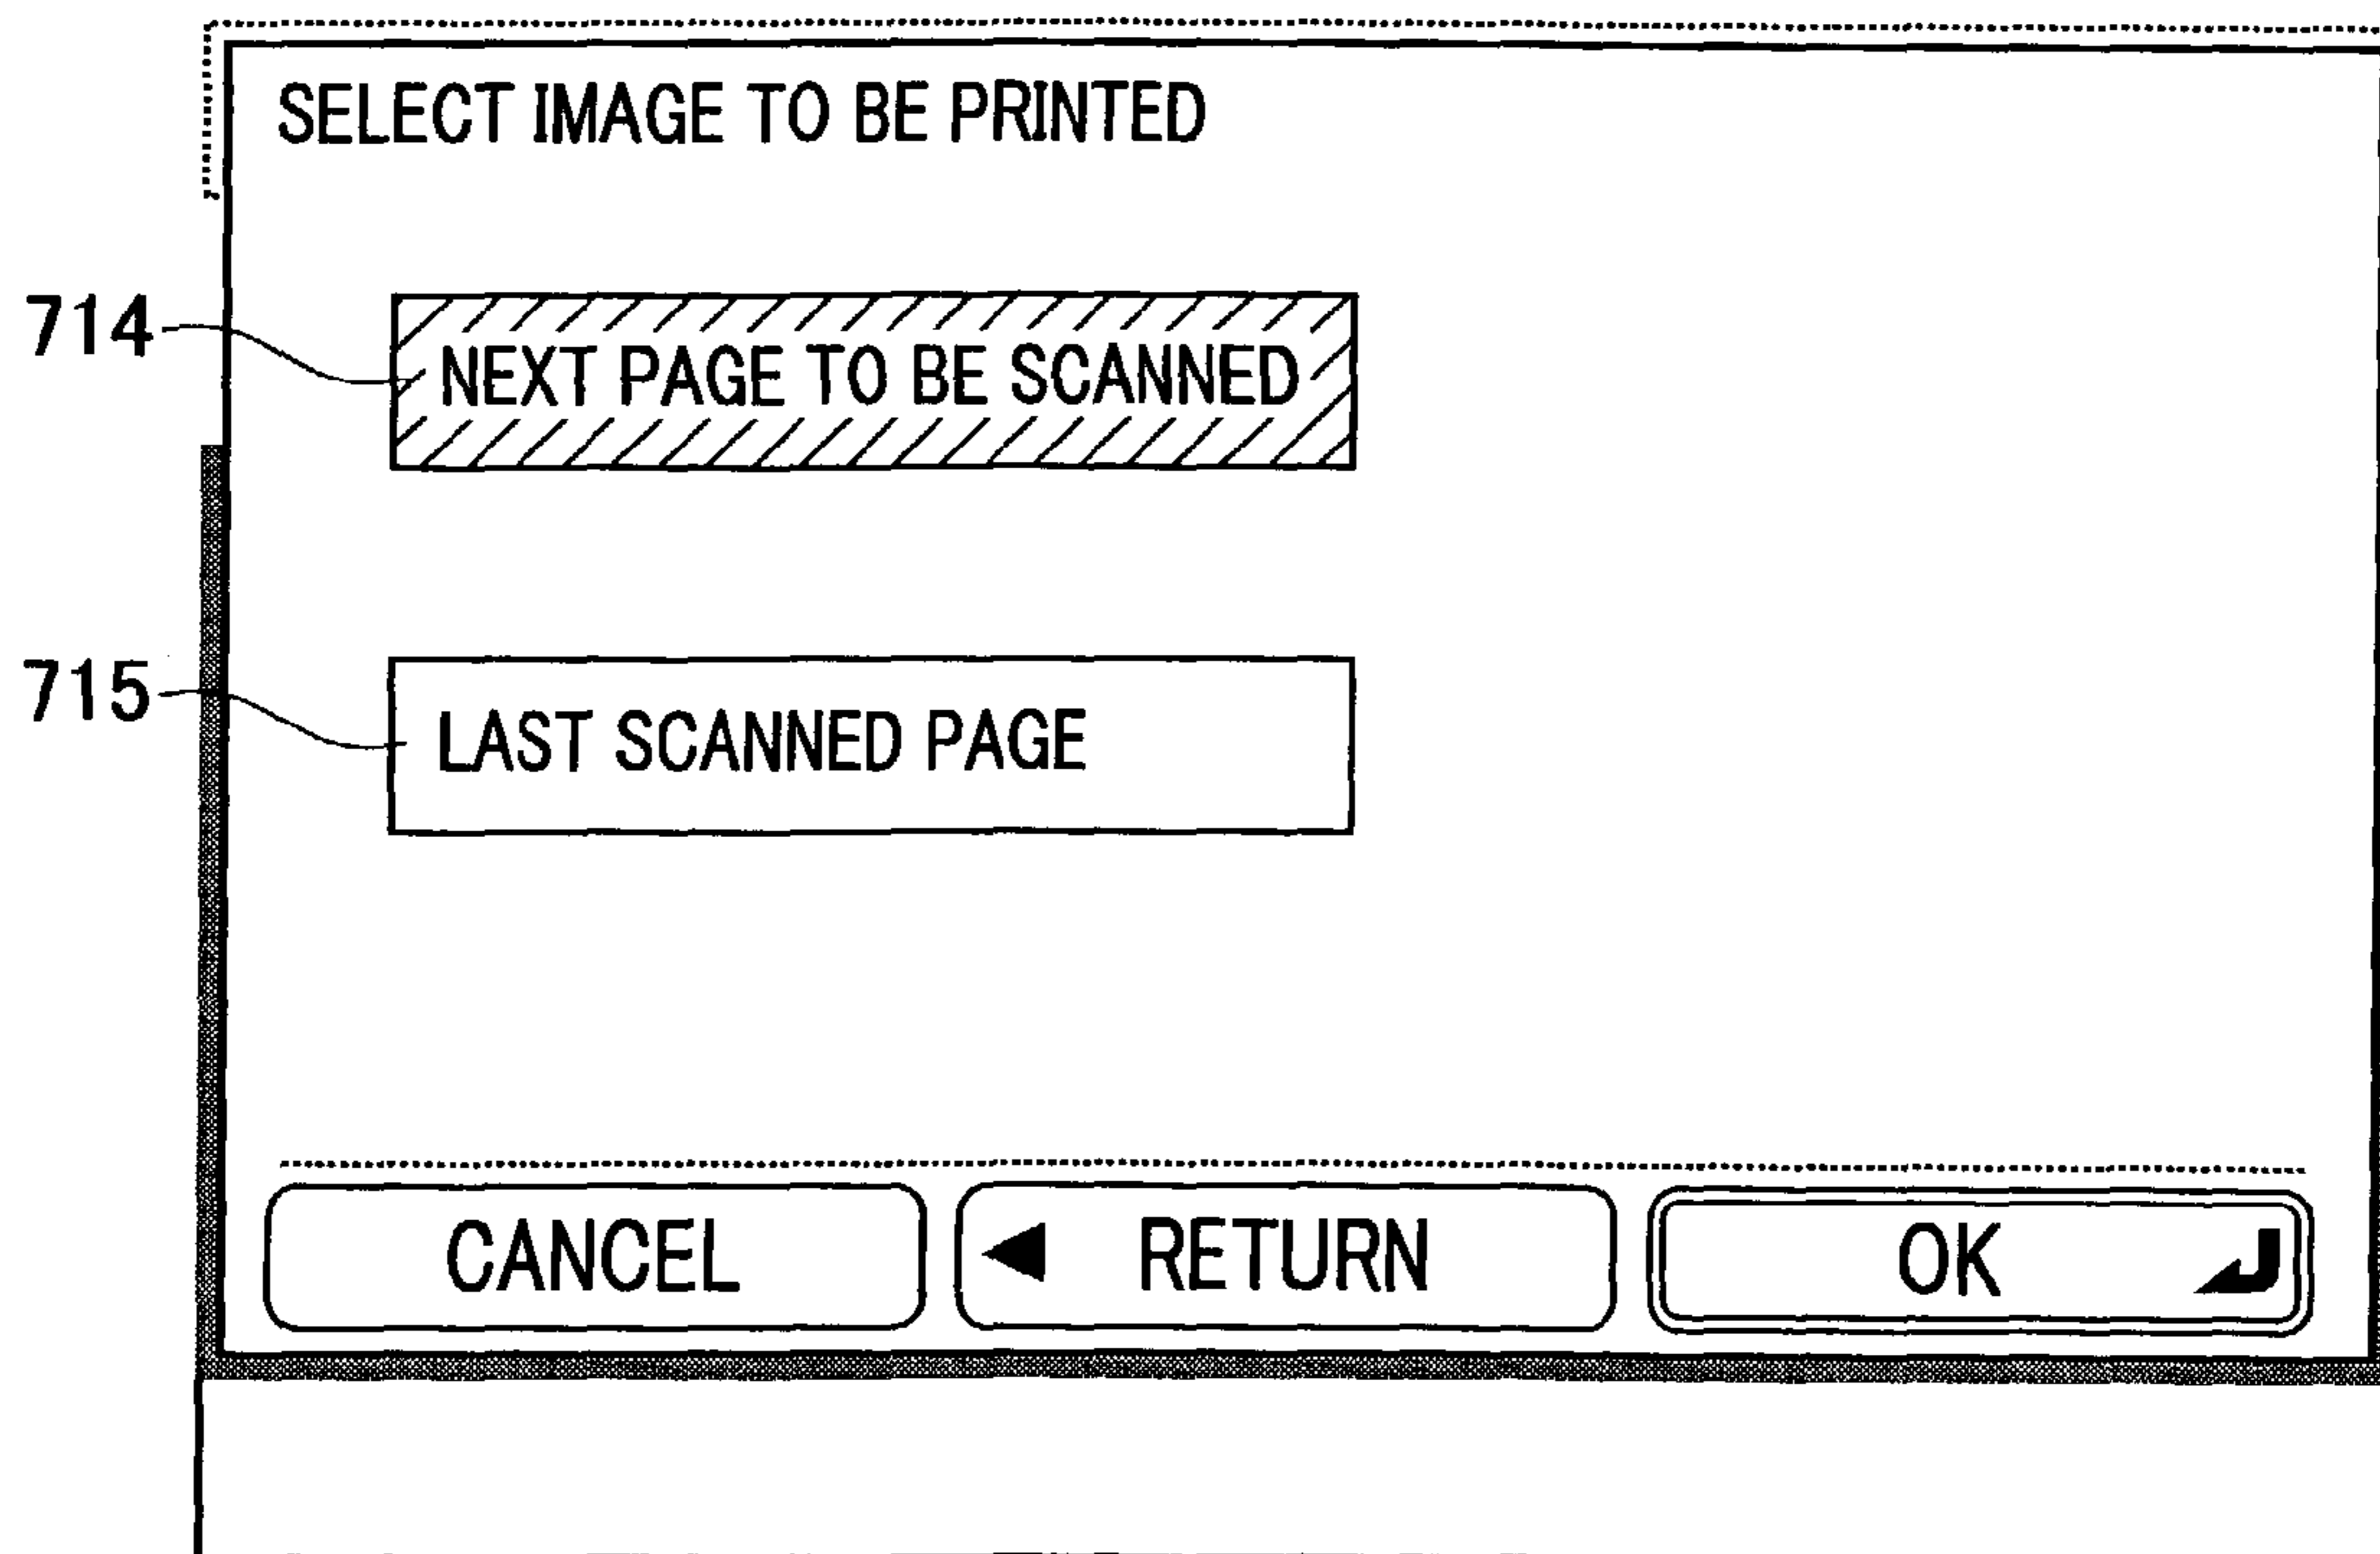 SELECT IMAGE TO BE PRINTED
714
NEXT PAGE TO BE SCANNED
715
LAST SCANNED PAGE
CANCEL
RETURN
OK